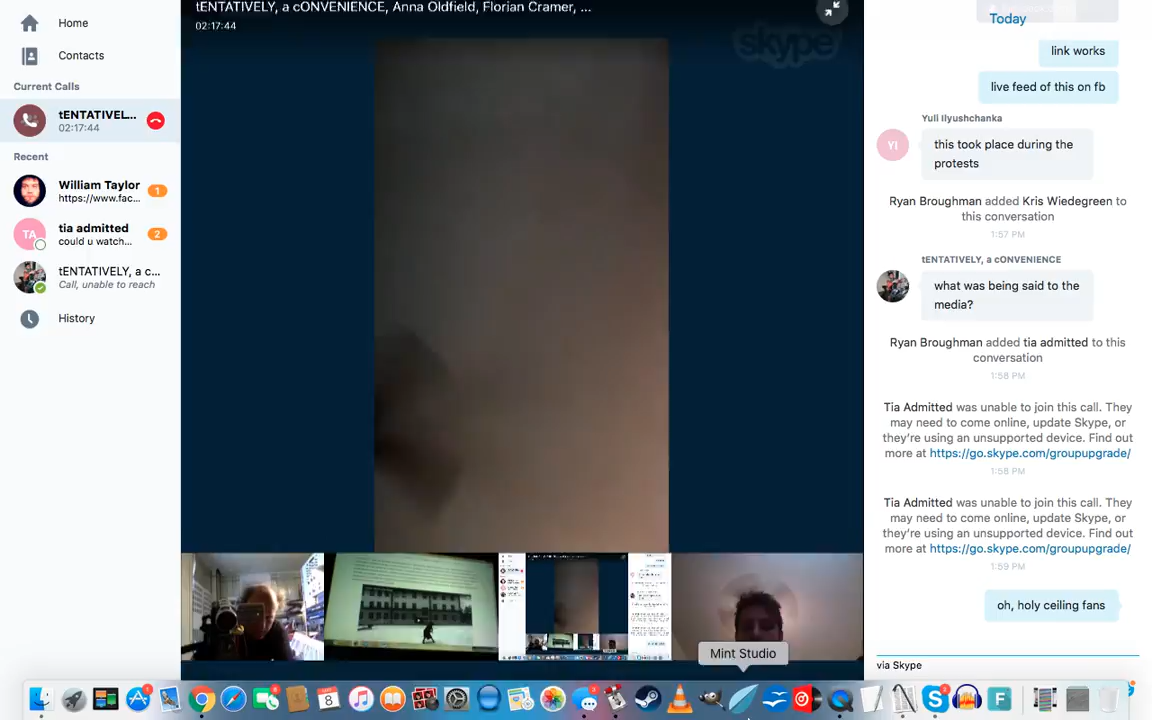 Home
Contacts
Current Calls
tENTATIVEL...
02:17:44
Recent
William Taylor
https://www.fac...
1
TA
tia admitted
could u watch...
2
tENTATIVELY, a c...
Call, unable to reach
History
tENTATIVELY, a cONVENIENCE, Anna Oldfield, Florian Cramer, ...
02:17:44
skype
Mint Studio
Today
link works
live feed of this on fb
Yuli Ilyushchanka
YI
this took place during the
protests
Ryan Broughman added Kris Wiedegreen to
this conversation
1:57 PM
tENTATIVELY, a cONVENIENCE
what was being said to the
media?
Ryan Broughman added tia admitted to this
conversation
1:58 PM
Tia Admitted was unable to join this call. They
may need to come online, update Skype, or
they're using an unsupported device. Find out
more at https://go.skype.com/groupupgrade/
1:58 PM
Tia Admitted was unable to join this call. They
may need to come online, update Skype, or
they're using an unsupported device. Find out
more at https://go.skype.com/groupupgrade/
1:59 PM
oh, holy ceiling fans
via Skype